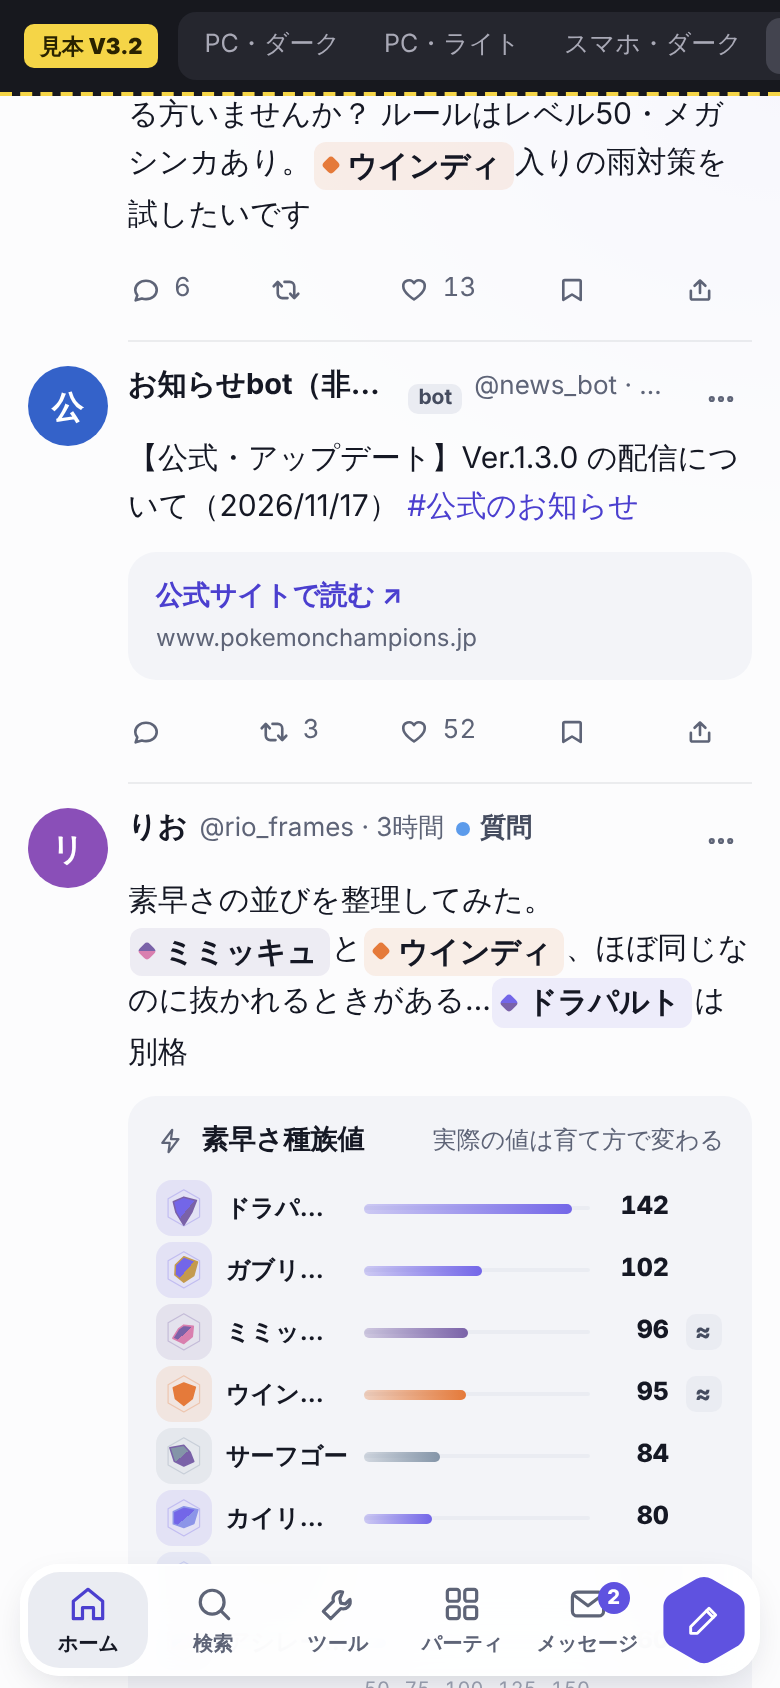 見本 V3.2
PC・ダーク
PC・ライト
スマホ・ダーク
る方いませんか？ ルールはレベル50・メガ
シンカあり。ウインディ入りの雨対策を
試したいです
6
13
お知らせbot（非…
bot
@news_bot · …
【公式・アップデート】Ver.1.3.0 の配信につ
いて（2026/11/17） #公式のお知らせ
公式サイトで読む
www.pokemonchampions.jp
3
52
公
りお @rio_frames · 3時間 質問
リ
素早さの並びを整理してみた。
ミミッキュと ウインディ、ほぼ同じな
のに抜かれるときがある…ドラパルトは
別格
素早さ種族値 実際の値は育て方で変わる
ドラパ… 142
ガブリ… 102
ミミッ… 96 ≈
ウイン… 95 ≈
サーフゴー 84
カイリ… 80
ホーム
検索
ツール
パーティ
メッセージ
2
50 75 100 125 150